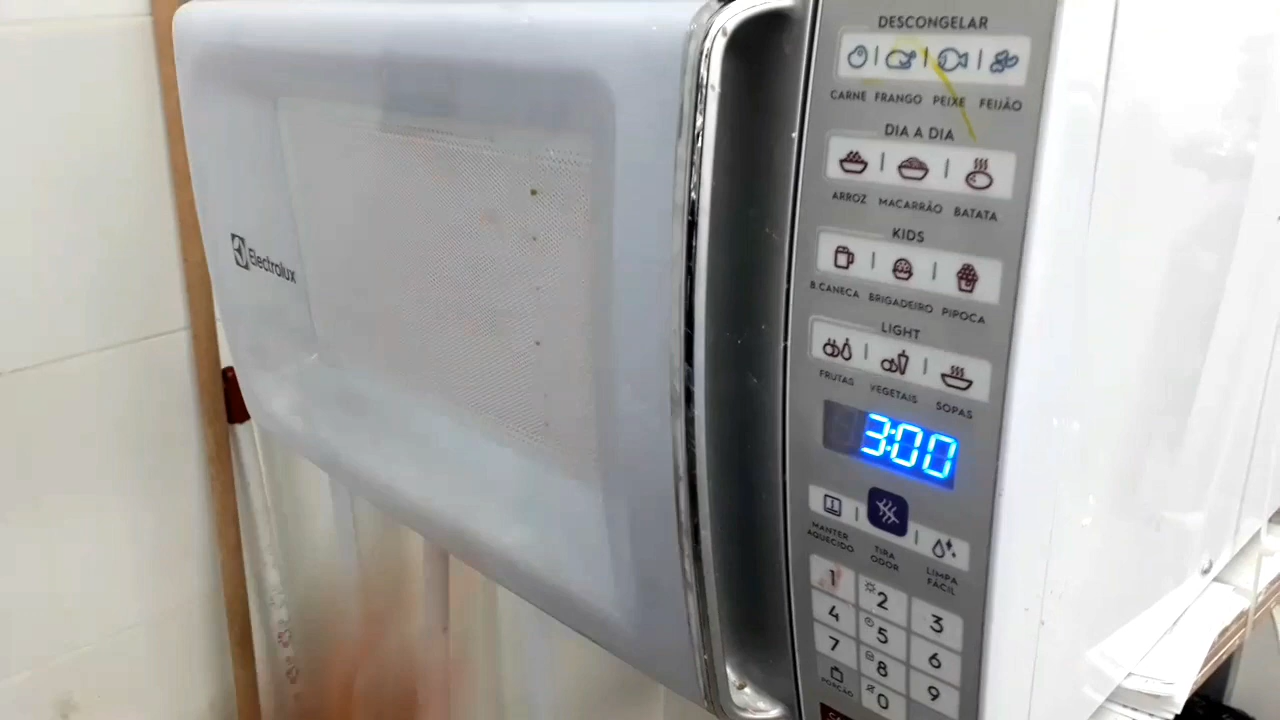 Electrolux
DESCONGELAR
CARNE FRANGO PEIXE FEIJÃO
DIA A DIA
ARROZ MACARRÃO BATATA
KIDS
B.CANECA BRIGADEIRO PIPOCA
LIGHT
FRUTAS VEGETAIS SOPAS
3:00
MANTER AQUECIDO
TIRA ODOR
LIMPA FÁCIL
1 2 3
4 5 6
7 8 9
PORÇÃO 0